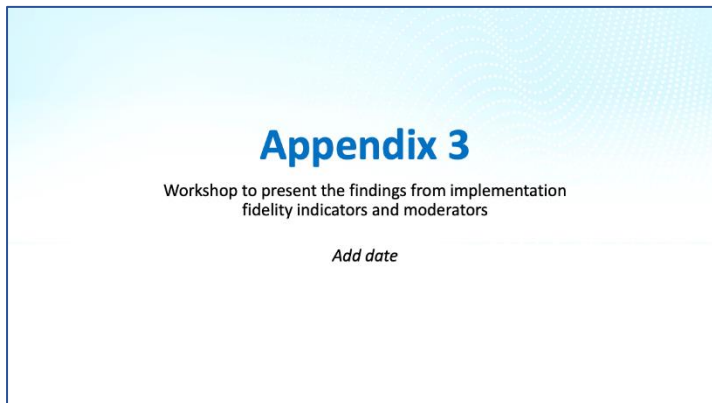 Appendix 3
Workshop to present the findings from implementation
fidelity indicators and moderators
Add date